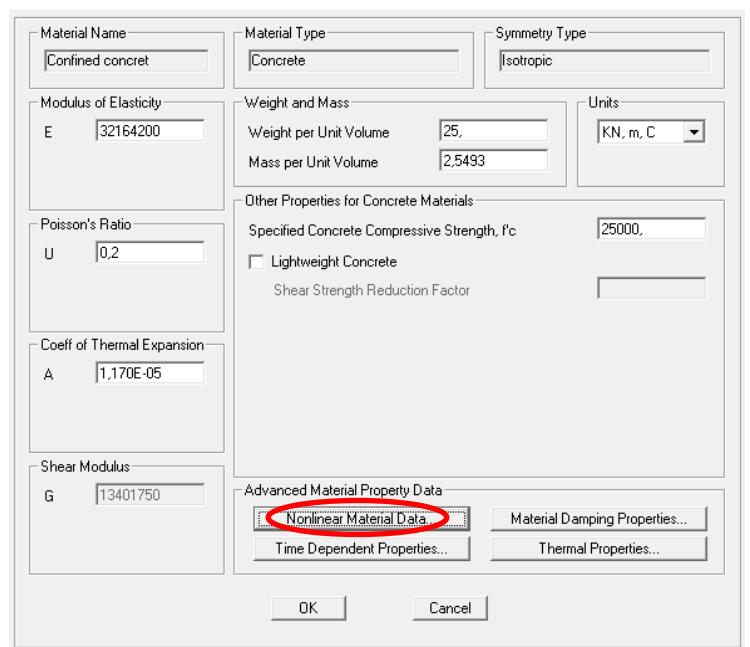 Material Name
Confined concret
Material Type
Concrete
Symmetry Type
Isotropic
Modulus of Elasticity
E 32164200
Weight and Mass
Weight per Unit Volume 25,
Mass per Unit Volume 2,5493
Units
KN, m, C
Poisson's Ratio
U 0,2
Other Properties for Concrete Materials
Specified Concrete Compressive Strength, f'c 25000,
Lightweight Concrete
Shear Strength Reduction Factor
Coeff of Thermal Expansion
A 1,170E-05
Shear Modulus
G 13401750
Advanced Material Property Data
Nonlinear Material Data... Material Damping Properties...
Time Dependent Properties... Thermal Properties...
OK Cancel